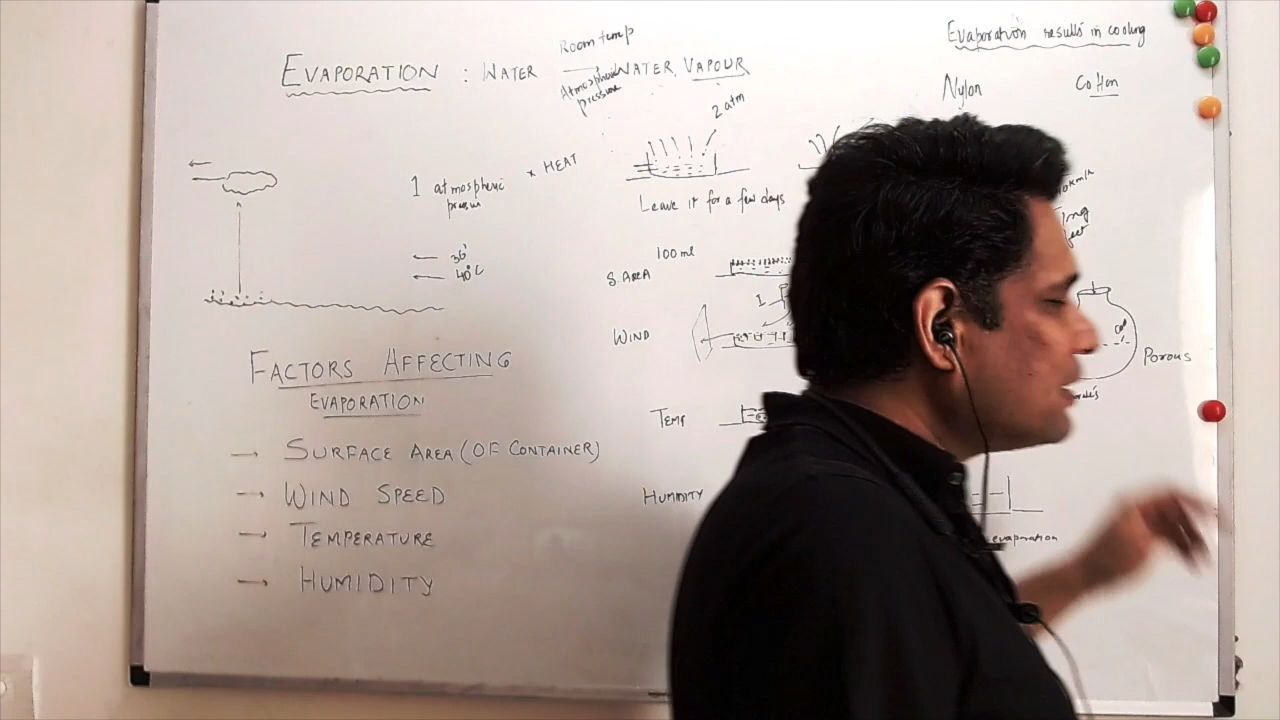 Evaporation results in cooling
Room temp
EVAPORATION : WATER WATER VAPOUR
Atmospheric pressure
Nylon Cotton
2 atm
1 atmospheric x HEAT
Leave it for a few days
100 ml
S.AREA
30°
40°C
I
WIND
Porous
FACTORS AFFECTING
EVAPORATION
TEMP
→ SURFACE AREA (OF CONTAINER)
→ WIND SPEED
HUMIDITY
→ TEMPERATURE
evaporation
→ HUMIDITY